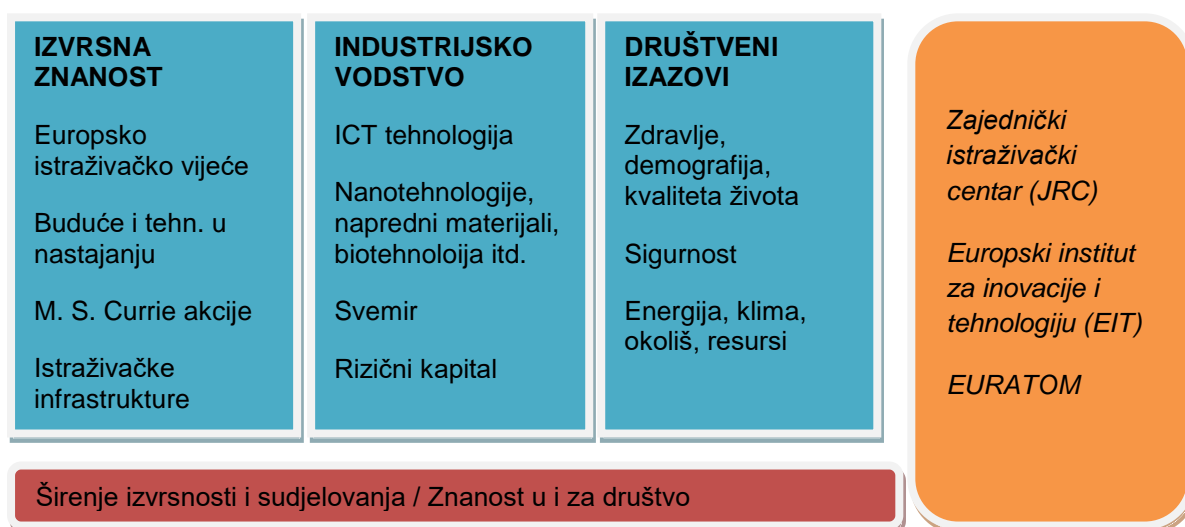 IZVRSNA
ZNANOST
Europsko
istraživačko vijeće
Buduće i tehn. u
nastajanju
M. S. Currie akcije
Istraživačke
infrastrukture
INDUSTRIJSKO
VODSTVO
ICT tehnologija
Nanotehnologije,
napredni materijali,
biotehnoloija itd.
Svemir
Rizični kapital
DRUŠTVENI
IZAZOVI
Zdravlje,
demografija,
kvaliteta života
Sigurnost
Energija, klima,
okoliš, resursi
Zajednički
istraživački
centar (JRC)
Europski institut
za inovacije i
tehnologiju (EIT)
EURATOM
Širenje izvrsnosti i sudjelovanja / Znanost u i za društvo